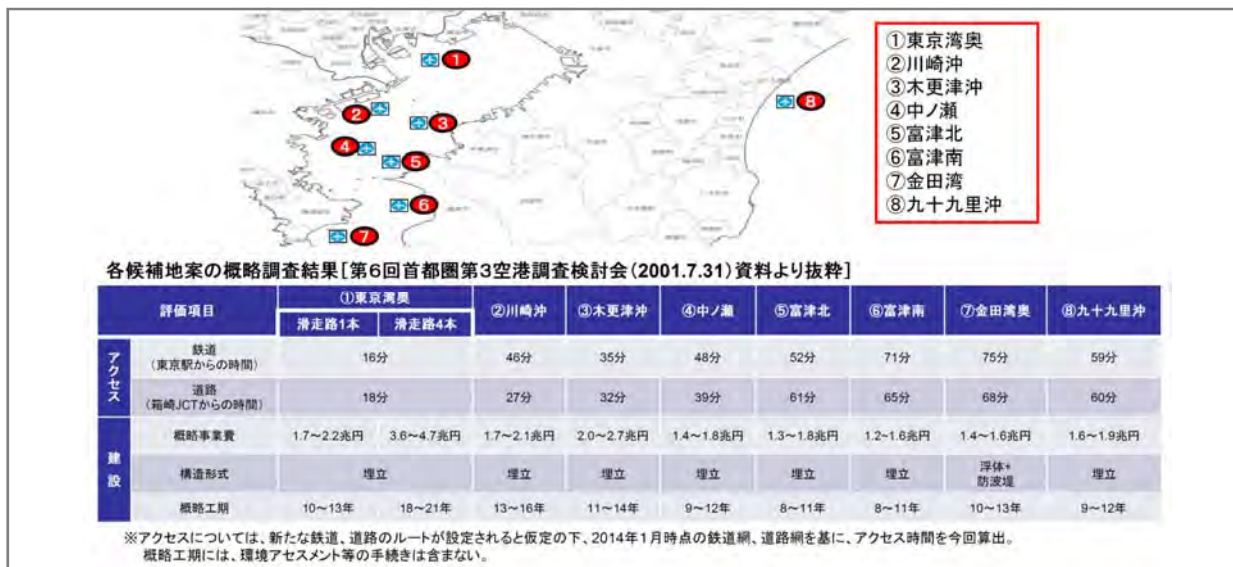 ①東京湾奥
②川崎沖
③木更津沖
④中ノ瀬
⑤富津北
⑥富津南
⑦金田湾
⑧九十九里沖
1
2
3
4
5
6
7
8
各候補地案の概略調査結果[第6回首都圏第3空港調査検討会(2001.7.31)資料より抜粋]
評価項目 ①東京湾奥 ②川崎沖 ③木更津沖 ④中ノ瀬 ⑤富津北 ⑥富津南 ⑦金田湾奥 ⑧九十九里沖
滑走路1本 滑走路4本
アクセス
鉄道
(東京駅からの時間) 16分 46分 35分 48分 52分 71分 75分 59分
道路
(箱崎JCTからの時間) 18分 27分 32分 39分 61分 65分 68分 60分
建設
概略事業費 1.7~2.2兆円 3.6~4.7兆円 1.7~2.1兆円 2.0~2.7兆円 1.4~1.8兆円 1.3~1.8兆円 1.2~1.6兆円 1.4~1.6兆円 1.6~1.9兆円
構造形式 埋立 埋立 埋立 埋立 埋立 埋立 浮体+
防波堤 埋立
概略工期 10~13年 18~21年 13~16年 11~14年 9~12年 8~11年 8~11年 10~13年 9~12年
※アクセスについては、新たな鉄道、道路のルートが設定されると仮定の下、2014年1月時点の鉄道網、道路網を基に、アクセス時間を今回算出。
概略工期には、環境アセスメント等の手続きは含まない。